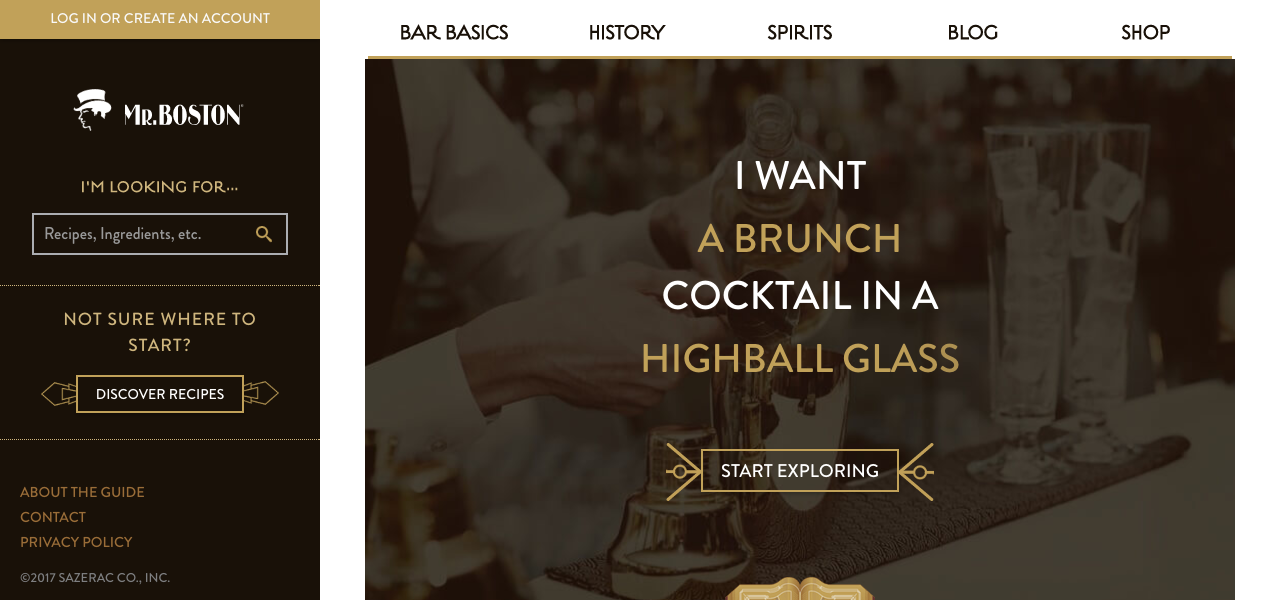 LOG IN OR CREATE AN ACCOUNT
Mr. BOSTON
I'M LOOKING FOR...
Recipes, Ingredients, etc.
NOT SURE WHERE TO
START?
DISCOVER RECIPES
ABOUT THE GUIDE
CONTACT
PRIVACY POLICY
©2017 SAZERAC CO., INC.
BAR BASICS
HISTORY
SPIRITS
BLOG
SHOP
I WANT
A BRUNCH
COCKTAIL IN A
HIGHBALL GLASS
START EXPLORING